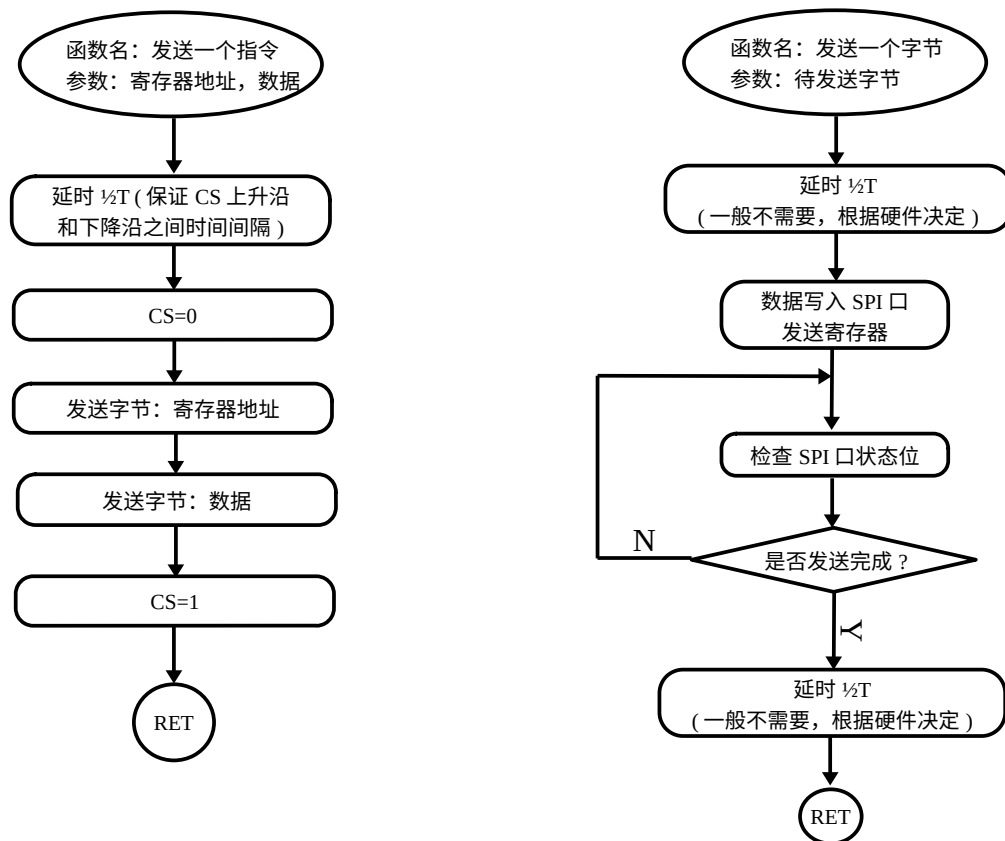 函数名：发送一个指令
参数：寄存器地址，数据
延时 ½T ( 保证 CS 上升沿
和下降沿之间时间间隔 )
CS=0
发送字节：寄存器地址
发送字节：数据
CS=1
RET
函数名：发送一个字节
参数：待发送字节
延时 ½T
( 一般不需要，根据硬件决定 )
数据写入 SPI 口
发送寄存器
检查 SPI 口状态位
是否发送完成 ?
N
Y
延时 ½T
( 一般不需要，根据硬件决定 )
RET